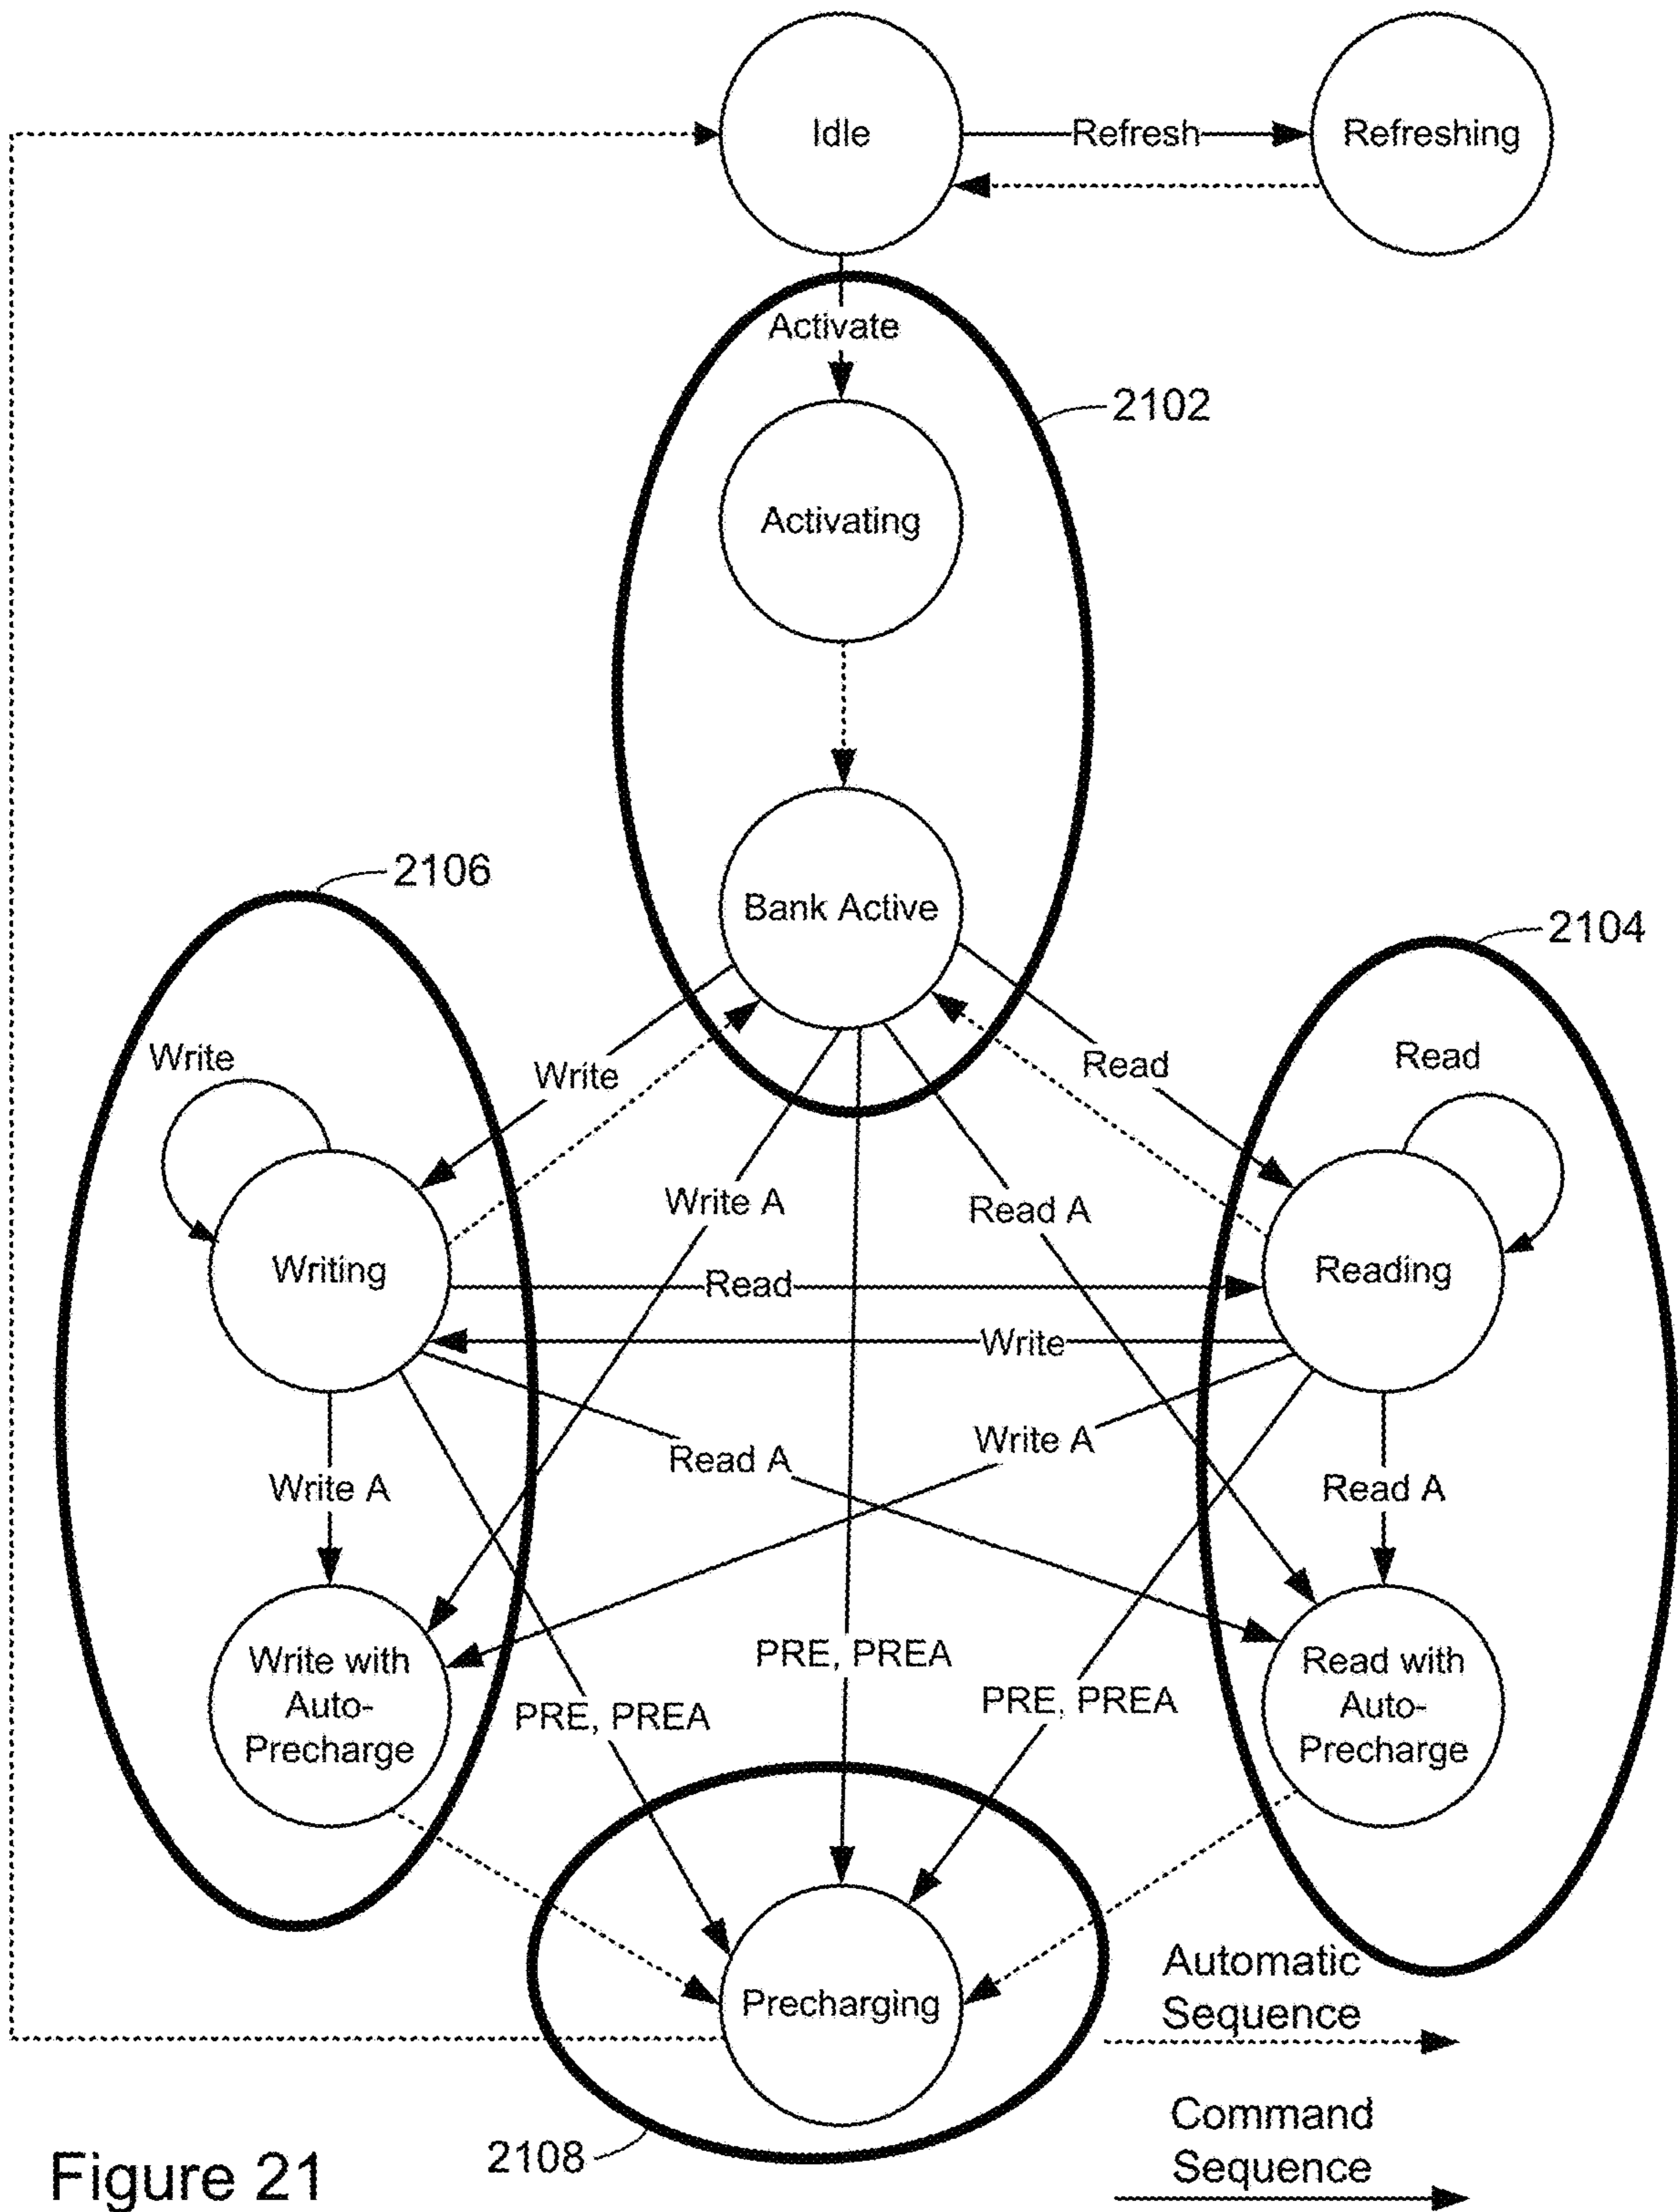 Idle
Refresh
Refreshing
Activate
2102
Activating
2106
Bank Active
2104
Write
Write
Read
Read
Write A
Read A
Writing
Read
Reading
Write
Write A
Read A
Write A
Read A
Write with
Auto-
Precharge
PRE, PREA
PRE, PREA
PRE, PREA
Read with
Auto-
Precharge
Precharging
Automatic
Sequence
Command
Sequence
2108
Figure 21